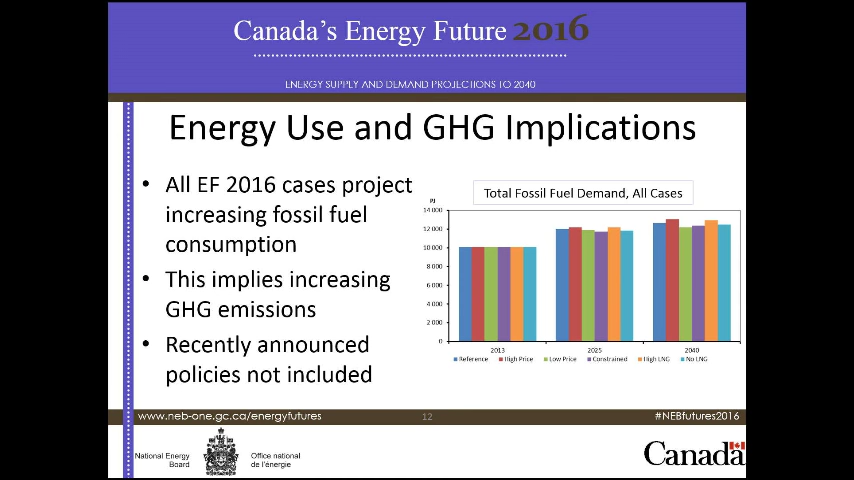 Canada's Energy Future 2016
ENERGY SUPPLY AND DEMAND PROJECTIONS TO 2040
Energy Use and GHG Implications
• All EF 2016 cases project
increasing fossil fuel
consumption
• This implies increasing
GHG emissions
• Recently announced
policies not included
Total Fossil Fuel Demand, All Cases
PJ
14 000
12 000
10 000
8 000
6 000
4 000
2 000
0
2013 2025 2040
Reference High Price Low Price Constrained High LNG No LNG
www.neb-one.gc.ca/energyfutures 12 #NEBfutures2016
National Energy
Board
Office national
de l'énergie
Canada